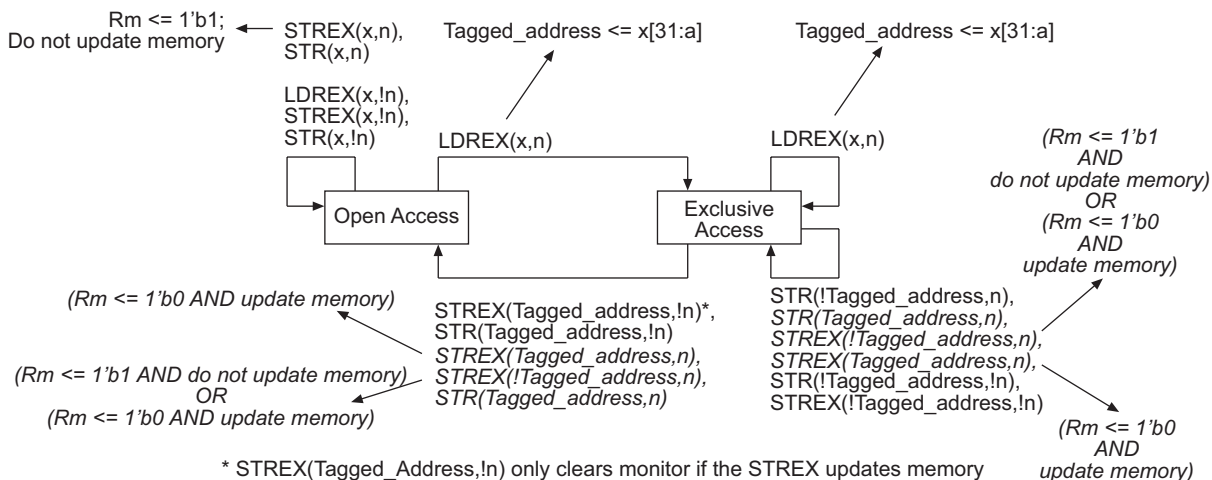 Rm <= 1’b1;
Do not update memory
STREX(x,n),
STR(x,n)
Tagged_address <= x[31:a]
Tagged_address <= x[31:a]
LDREX(x,!n),
STREX(x,!n),
STR(x,!n)
LDREX(x,n)
LDREX(x,n)
(Rm <= 1’b1
AND
do not update memory)
OR
(Rm <= 1’b0
AND
update memory)
Open Access
Exclusive
Access
(Rm <= 1’b0 AND update memory)
(Rm <= 1’b1 AND do not update memory)
OR
(Rm <= 1’b0 AND update memory)
STREX(Tagged_address,!n)*,
STR(Tagged_address,!n)
STREX(Tagged_address,n),
STREX(!Tagged_address,n),
STR(Tagged_address,n)
STR(!Tagged_address,n),
STR(Tagged_address,n),
STREX(!Tagged_address,n),
STREX(Tagged_address,n),
STR(!Tagged_address,!n),
STREX(!Tagged_address,!n)
(Rm <= 1’b0
AND
update memory)
* STREX(Tagged_Address,!n) only clears monitor if the STREX updates memory